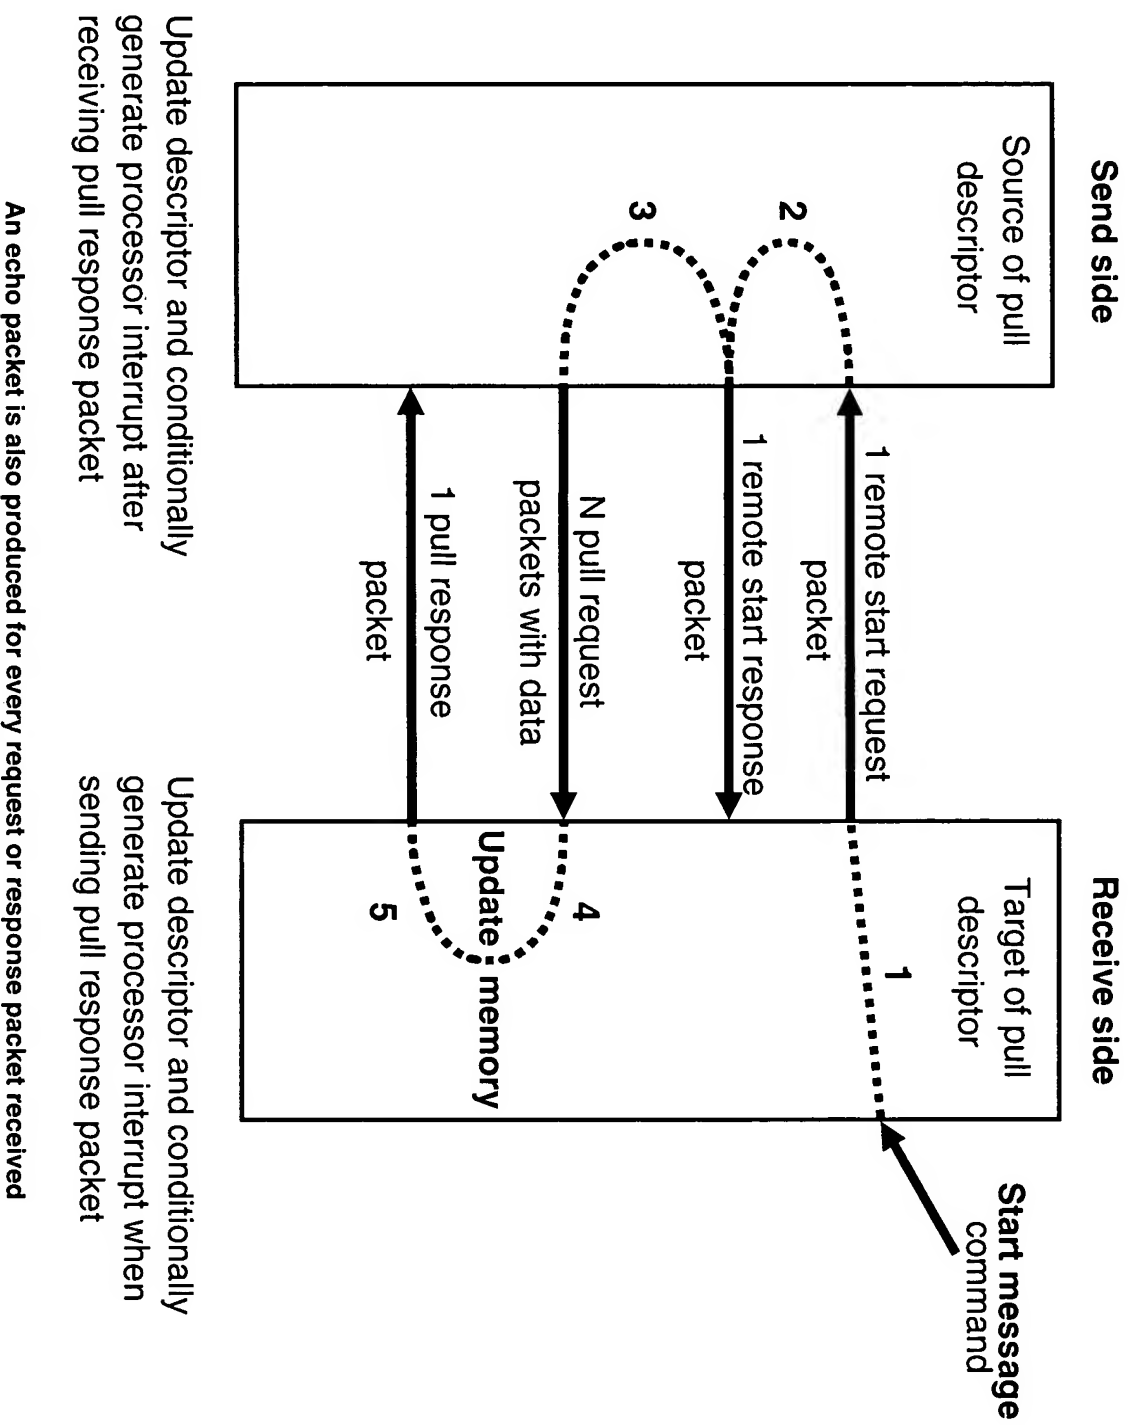 Send side
Receive side
Source of pull
descriptor
Target of pull
descriptor
Start message
command
1
1 remote start request
packet
2
1 remote start response
packet
3
N pull request
packets with data
4
Update memory
5
1 pull response
packet
Update descriptor and conditionally
generate processor interrupt after
receiving pull response packet
Update descriptor and conditionally
generate processor interrupt when
sending pull response packet
An echo packet is also produced for every request or response packet received